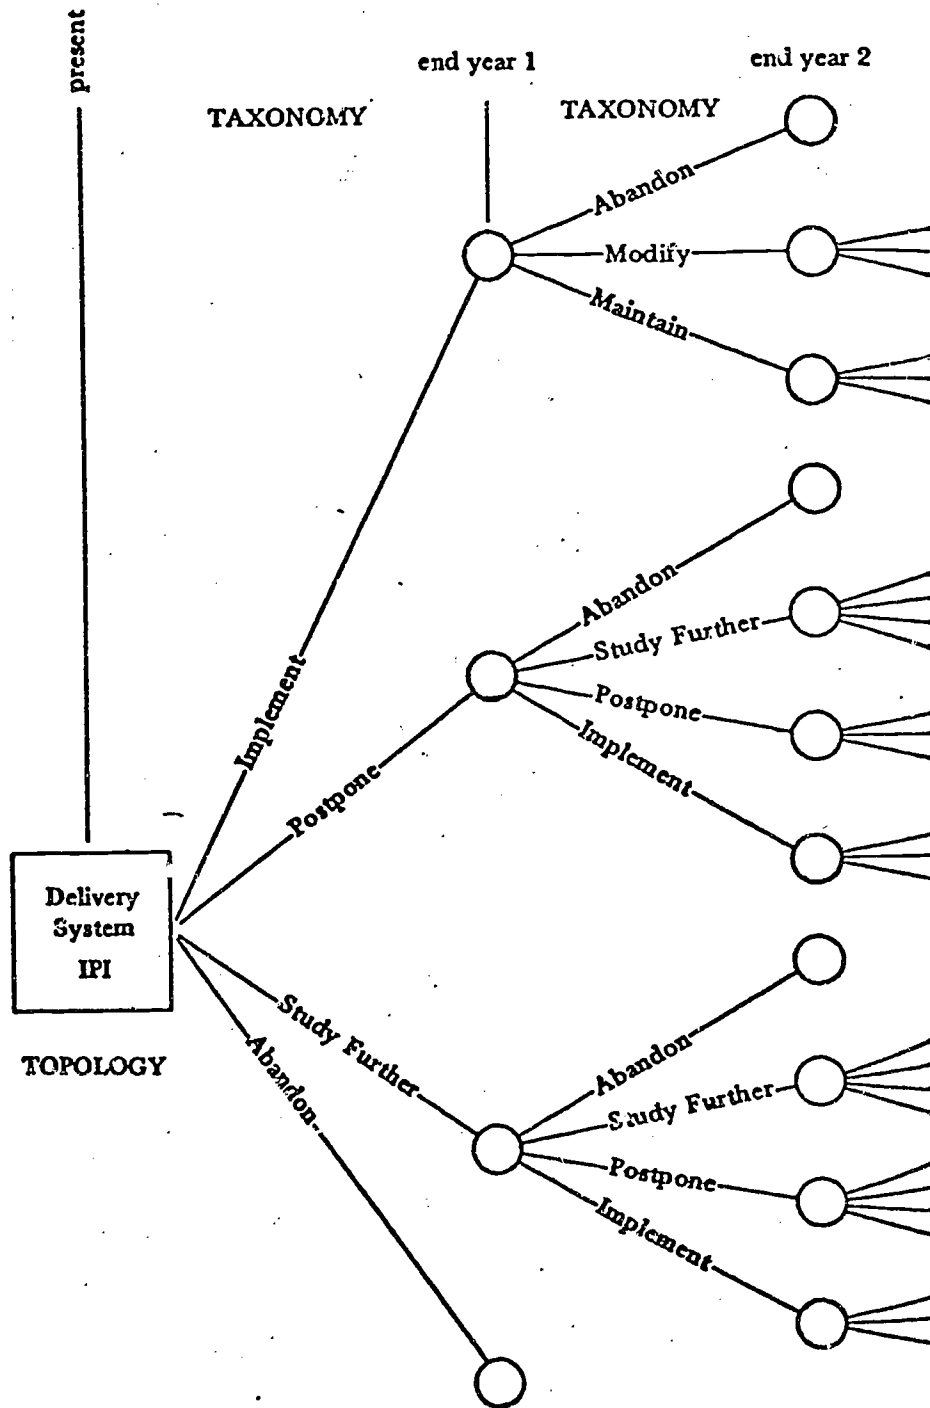 present
end year 1
end year 2
TAXONOMY
TAXONOMY
Abandon
Modify
Maintain
Abandon
Study Further
Postpone
Implement
Implement
Postpone
Delivery
System
IPI
TOPOLOGY
Study Further
Abandon
Abandon
Study Further
Postpone
Implement